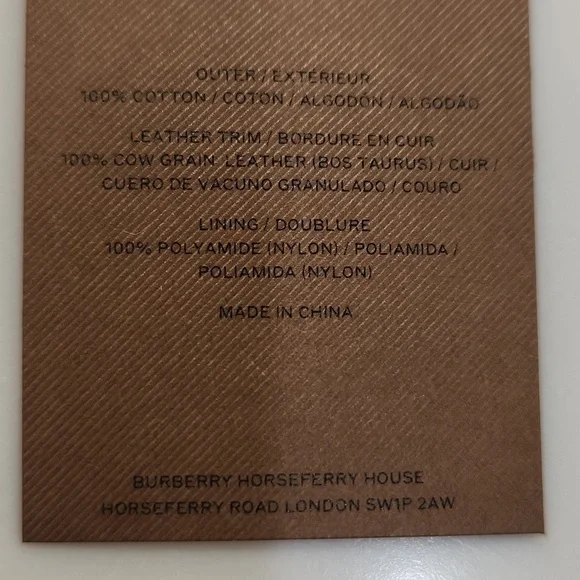 OUTER / EXTÉRIEUR
100% COTTON / COTON / ALGODÓN / ALGODÃO
LEATHER TRIM / BORDURE EN CUIR
100% COW GRAIN LEATHER (BOS TAURUS) / CUIR /
CUERO DE VACUNO GRANULADO / COURO
LINING / DOUBLURE
100% POLYAMIDE (NYLON) / POLIAMIDA /
POLIAMIDA (NYLON)
MADE IN CHINA
BURBERRY HORSEFERRY HOUSE
HORSEFERRY ROAD LONDON SW1P 2AW